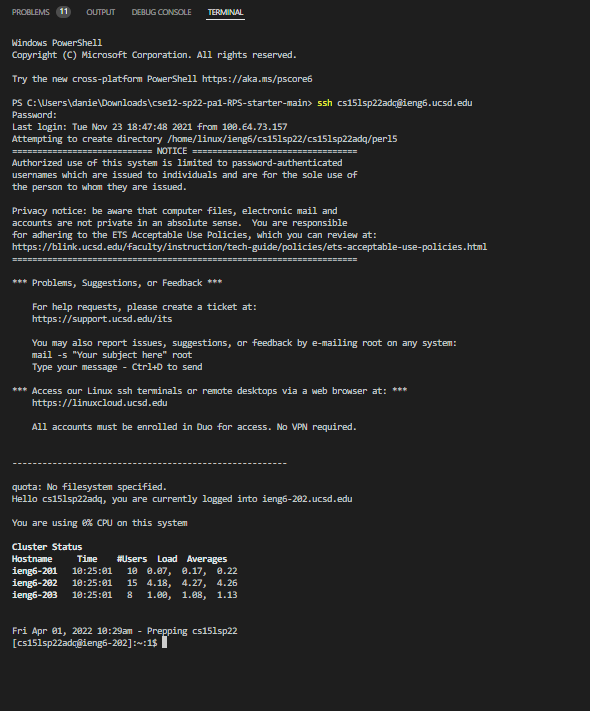 PROBLEMS 11 OUTPUT DEBUG CONSOLE TERMINAL
Windows PowerShell
Copyright (C) Microsoft Corporation. All rights reserved.
Try the new cross-platform PowerShell https://aka.ms/pscore6
PS C:\Users\danie\Downloads\cse12-sp22-pa1-RPS-starter-main> ssh cs15lsp22adq@ieng6.ucsd.edu
Password:
Last login: Tue Nov 23 18:47:48 2021 from 100.64.73.157
Attempting to create directory /home/linux/ieng6/cs15lsp22/cs15lsp22adq/perl5
============================ NOTICE =================================
Authorized use of this system is limited to password-authenticated
usernames which are issued to individuals and are for the sole use of
the person to whom they are issued.
Privacy notice: be aware that computer files, electronic mail and
accounts are not private in an absolute sense.  You are responsible
for adhering to the ETS Acceptable Use Policies, which you can review at:
https://blink.ucsd.edu/faculty/instruction/tech-guide/policies/ets-acceptable-use-policies.html
=====================================================================
*** Problems, Suggestions, or Feedback ***
For help requests, please create a ticket at:
https://support.ucsd.edu/its
You may also report issues, suggestions, or feedback by e-mailing root on any system:
mail -s "Your subject here" root
Type your message - Ctrl+D to send
*** Access our Linux ssh terminals or remote desktops via a web browser at: ***
https://linuxcloud.ucsd.edu
All accounts must be enrolled in Duo for access. No VPN required.
-------------------------------------------------------
quota: No filesystem specified.
Hello cs15lsp22adq, you are currently logged into ieng6-202.ucsd.edu
You are using 0% CPU on this system
Cluster Status
Hostname     Time    #Users  Load  Averages
ieng6-201   10:25:01   10  0.07,  0.17,  0.22
ieng6-202   10:25:01   15  4.18,  4.27,  4.26
ieng6-203   10:25:01   8   1.00,  1.08,  1.13
Fri Apr 01, 2022 10:29am - Prepping cs15lsp22
[cs15lsp22adq@ieng6-202]:~:1$